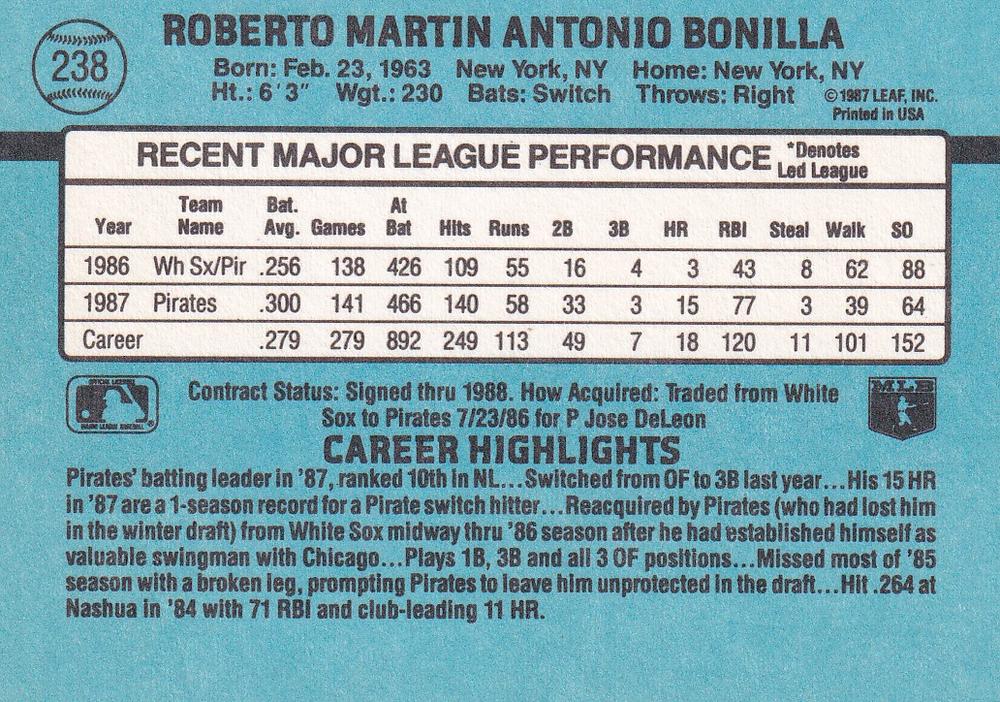 ROBERTO MARTIN ANTONIO BONILLA
238
Born: Feb. 23, 1963 New York, NY Home: New York, NY
Ht.: 6'3" Wgt.: 230 Bats: Switch Throws: Right
©1987 LEAF, INC.
Printed in USA
RECENT MAJOR LEAGUE PERFORMANCE *Denotes Led League
Year Team Name Bat. Avg. Games At Bat Hits Runs 2B 3B HR RBI Steal Walk SO
1986 Wh Sx/Pir .256 138 426 109 55 16 4 3 43 8 62 88
1987 Pirates .300 141 466 140 58 33 3 15 77 3 39 64
Career .279 279 892 249 113 49 7 18 120 11 101 152
Contract Status: Signed thru 1988. How Acquired: Traded from White
Sox to Pirates 7/23/86 for P Jose DeLeon
MLB
CAREER HIGHLIGHTS
Pirates' batting leader in '87, ranked 10th in NL...Switched from OF to 3B last year...His 15 HR
in '87 are a 1-season record for a Pirate switch hitter...Reacquired by Pirates (who had lost him
in the winter draft) from White Sox midway thru '86 season after he had established himself as
valuable swingman with Chicago...Plays 1B, 3B and all 3 OF positions...Missed most of '85
season with a broken leg, prompting Pirates to leave him unprotected in the draft...Hit .264 at
Nashua in '84 with 71 RBI and club-leading 11 HR.